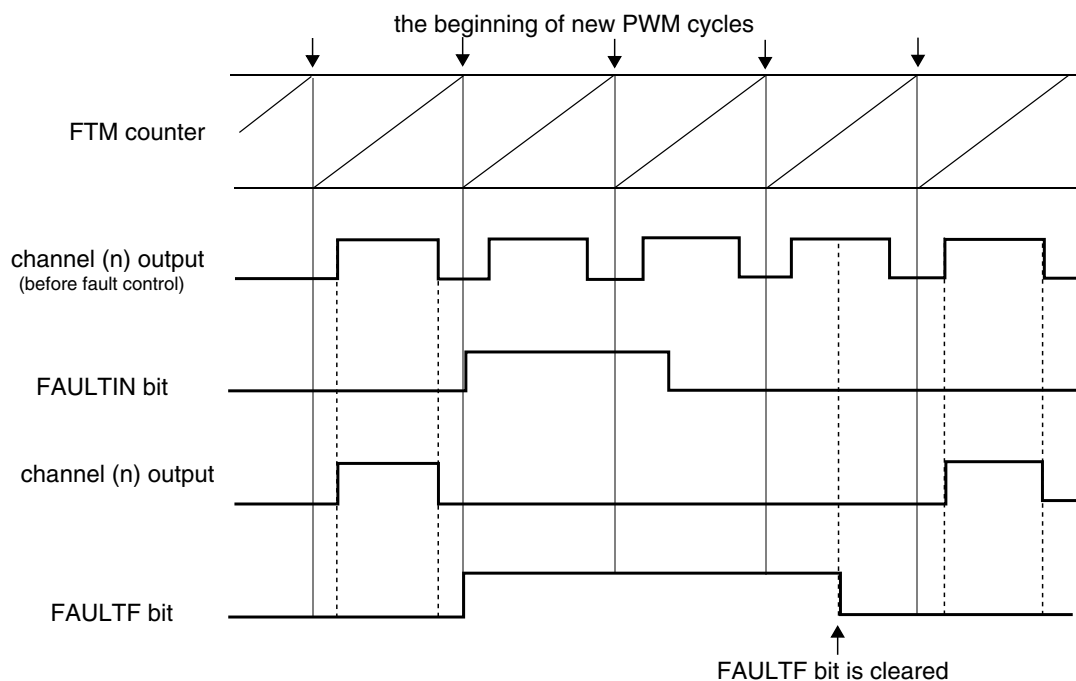 the beginning of new PWM cycles
FTM counter
channel (n) output
(before fault control)
FAULTIN bit
channel (n) output
FAULTF bit
FAULTF bit is cleared